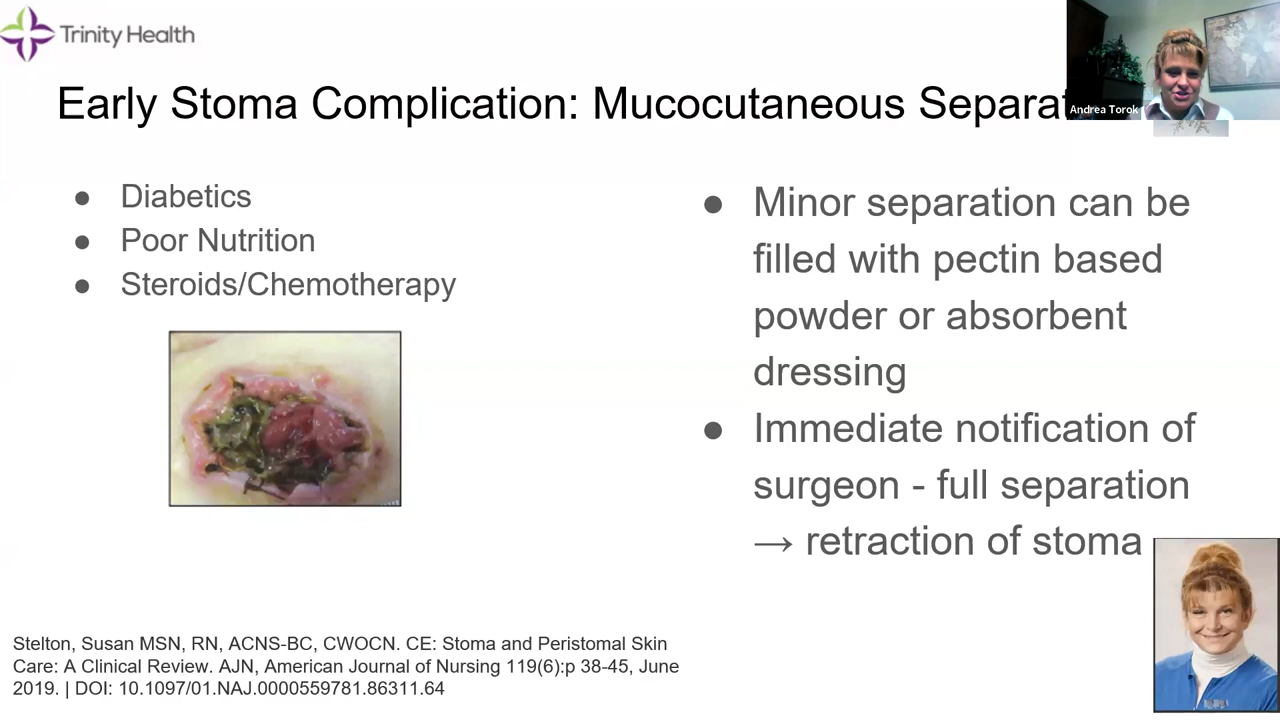 Trinity Health
Early Stoma Complication: Mucocutaneous Separat
Andrea Torok
● Diabetics
● Poor Nutrition
● Steroids/Chemotherapy
● Minor separation can be
filled with pectin based
powder or absorbent
dressing
● Immediate notification of
surgeon - full separation
→ retraction of stoma
Stelton, Susan MSN, RN, ACNS-BC, CWOCN. CE: Stoma and Peristomal Skin
Care: A Clinical Review. AJN, American Journal of Nursing 119(6):p 38-45, June
2019. | DOI: 10.1097/01.NAJ.0000559781.86311.64